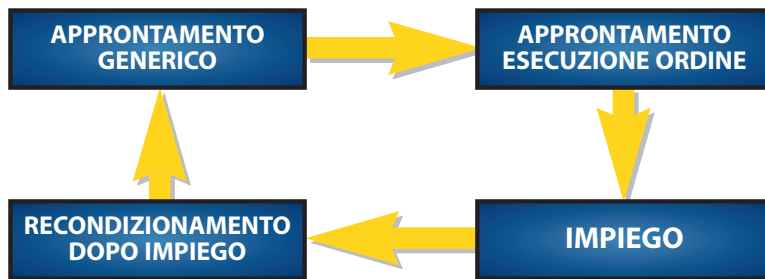 APPRONTAMENTO
GENERICO
APPRONTAMENTO
ESECUZIONE ORDINE
RECONDIZIONAMENTO
DOPO IMPIEGO
IMPIEGO